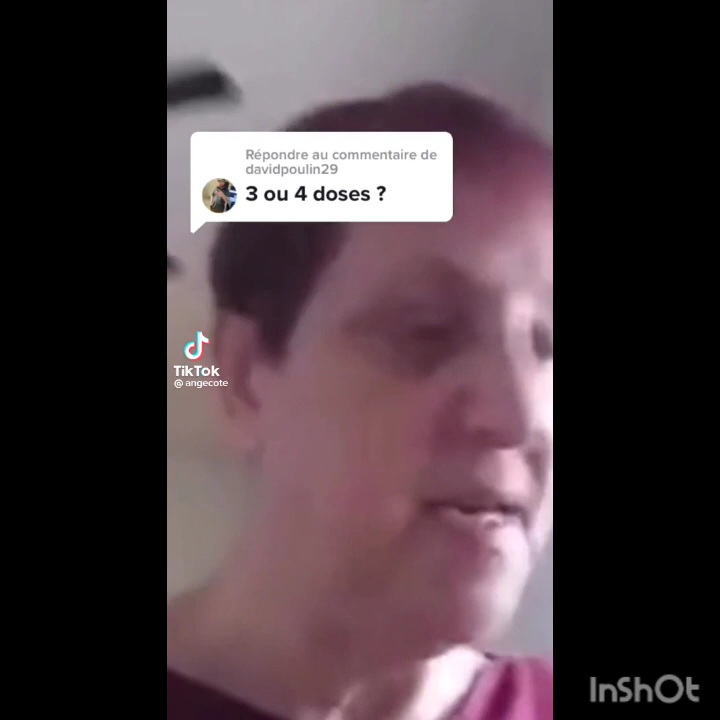 Répondre au commentaire de
davidpoulin29
3 ou 4 doses ?
TikTok
@ angecote
InShOt